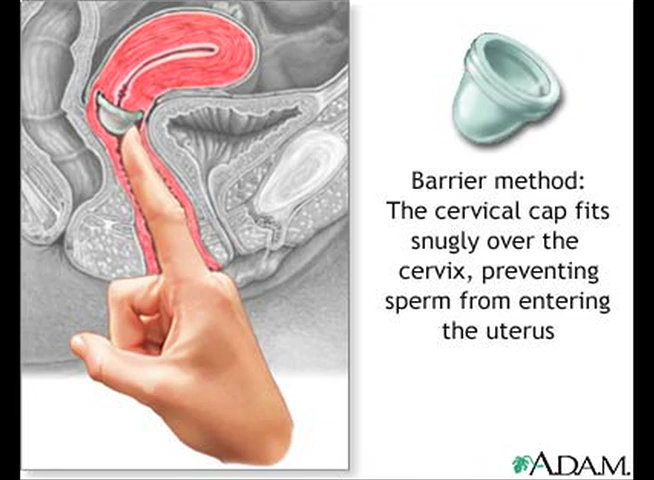 Barrier method:
The cervical cap fits
snugly over the
cervix, preventing
sperm from entering
the uterus
A.D.A.M.